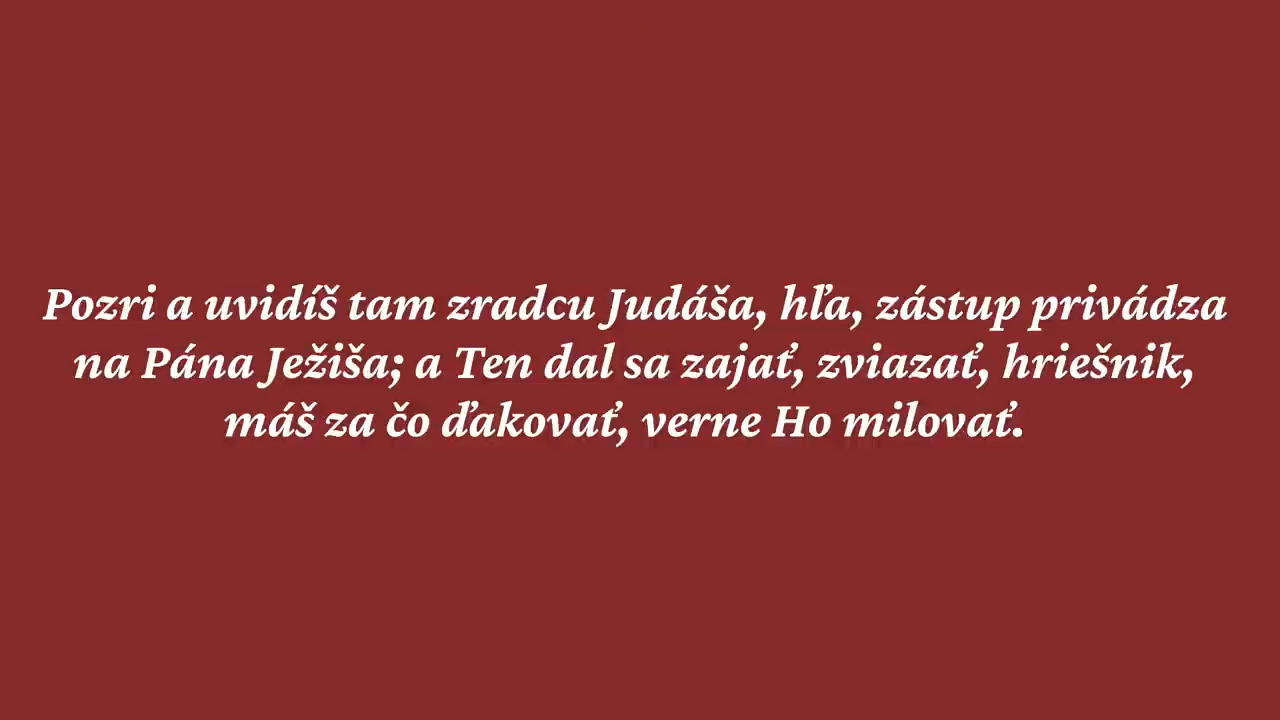 Pozri a uvidíš tam zradcu Judáša, hľa, zástup privádza
na Pána Ježiša; a Ten dal sa zajať, zviazať, hriešnik,
máš za čo ďakovať, verne Ho milovať.